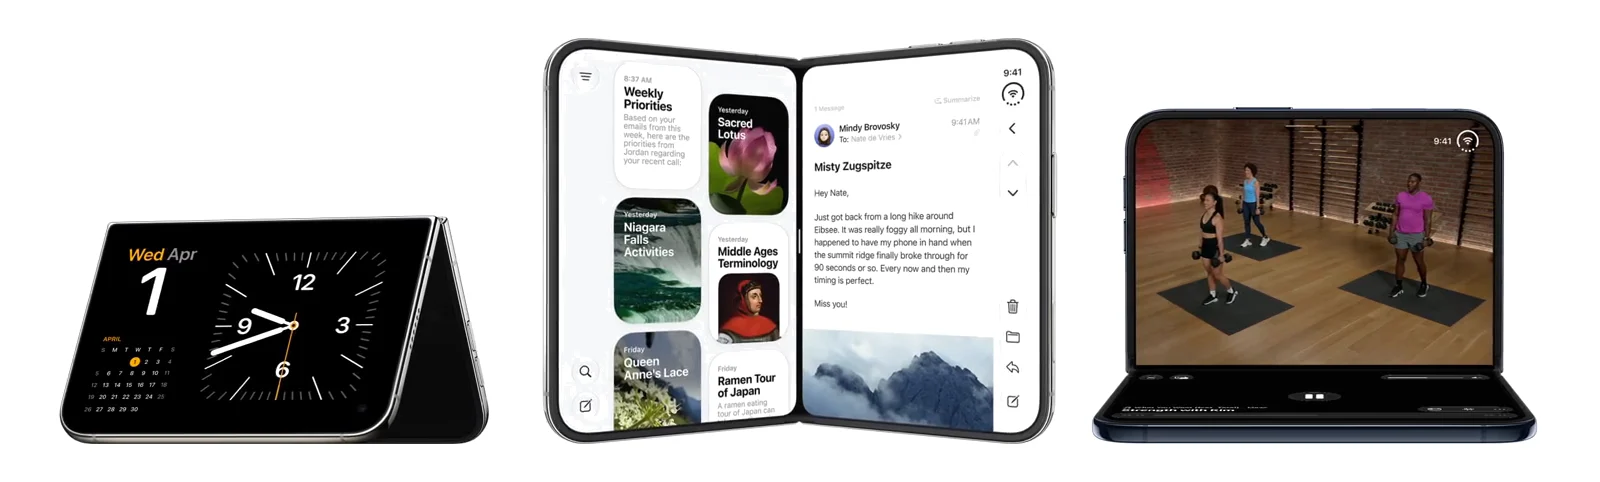 Wed Apr
1
APRIL
S M T W T F S
1 2 3 4
5 6 7 8 9 10 11
12 13 14 15 16 17 18
19 20 21 22 23 24 25
26 27 28 29 30
12
9
3
6
8:37 AM
Weekly
Priorities
Based on your
emails from this
week, here are the
priorities from
Jordan regarding
your recent call:
Yesterday
Sacred
Lotus
Yesterday
Niagara
Falls
Activities
Yesterday
Middle Ages
Terminology
Friday
Queen
Anne's Lace
Friday
Ramen Tour
of Japan
A ramen eating
tour of Japan can
9:41
1 Message
Summarize
Mindy Brovosky
9:41 AM
To: Nate de Vries >
Misty Zugspitze
Hey Nate,
Just got back from a long hike around
Eibsee. It was really foggy all morning, but I
happened to have my phone in hand when
the summit ridge finally broke through for
90 seconds or so. Every now and then my
timing is perfect.
Miss you!
9:41
Strength with Kim